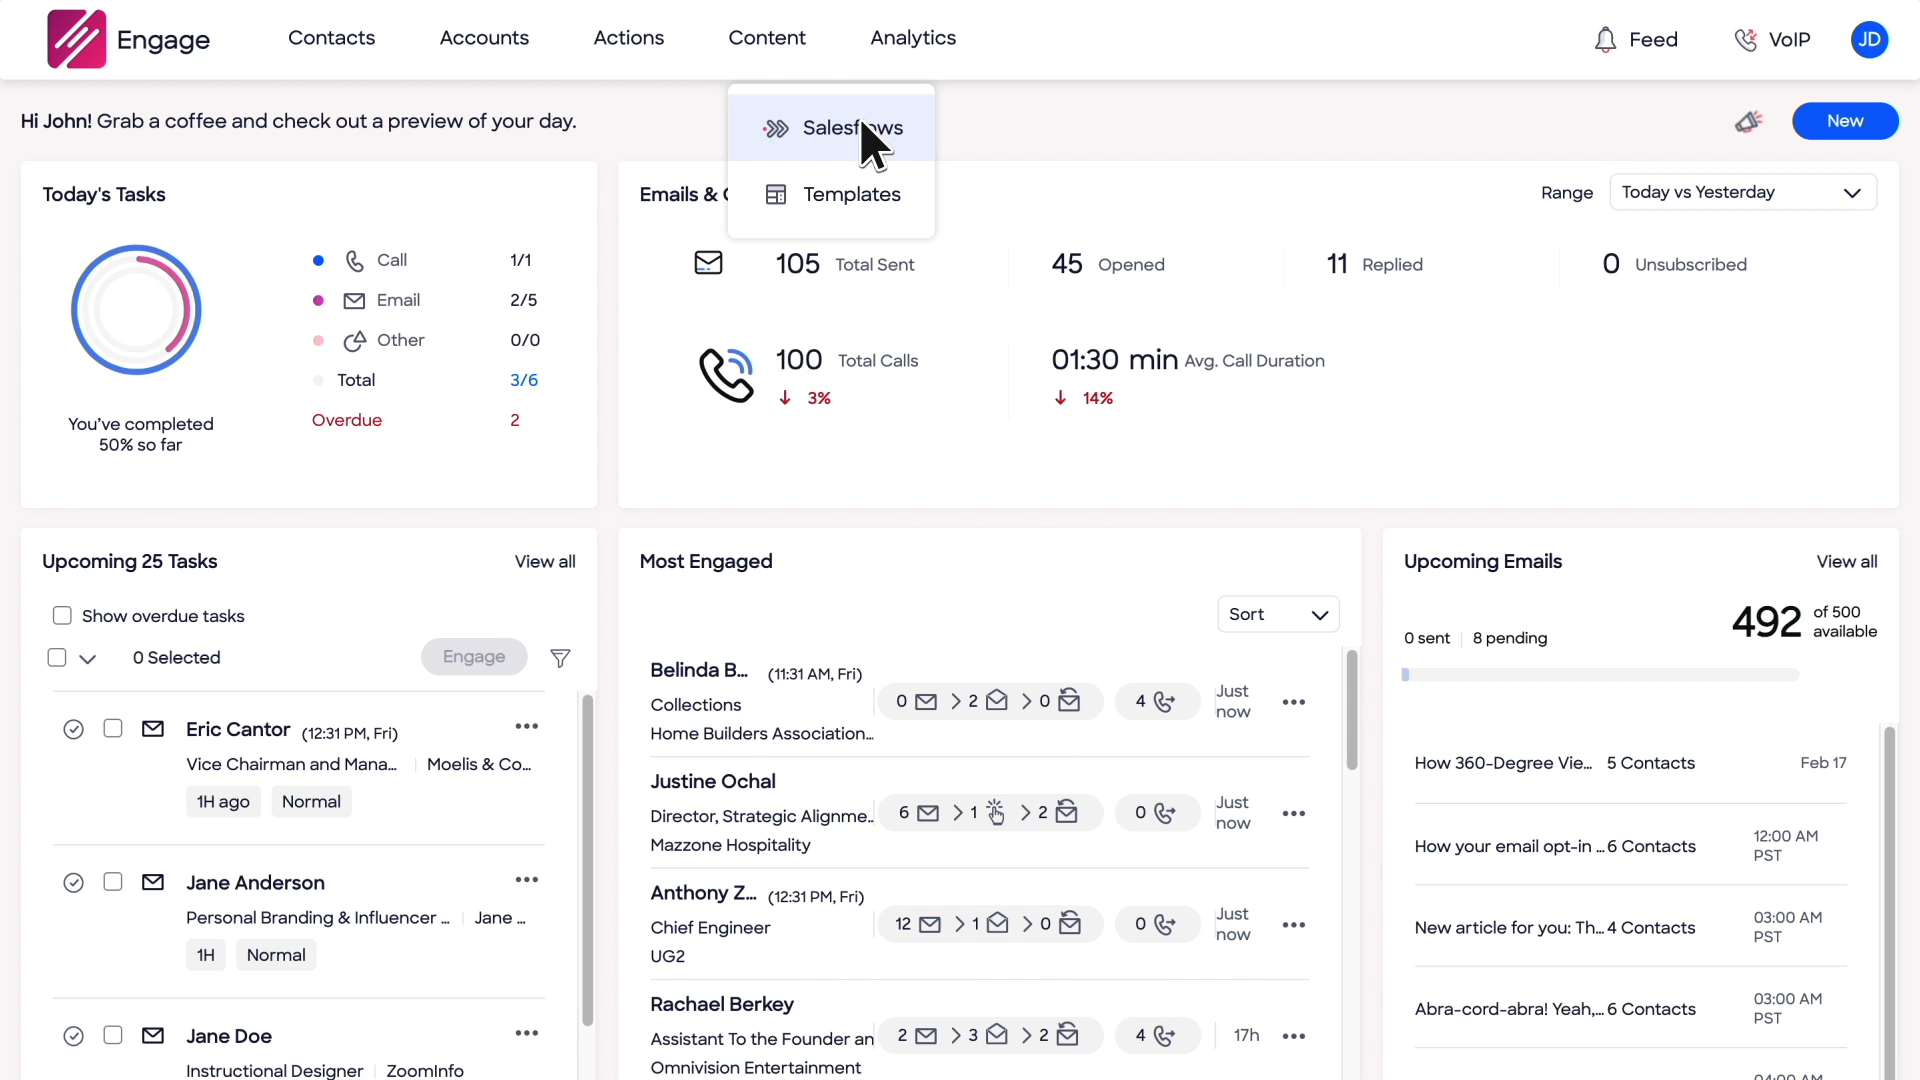 Engage
Contacts
Accounts
Actions
Content
Analytics
Feed
VoIP
JD
Hi John! Grab a coffee and check out a preview of your day.
New
Salesflows
Templates
Today's Tasks
Call 1/1
Email 2/5
Other 0/0
Total 3/6
Overdue 2
You've completed
50% so far
Emails &
Range
Today vs Yesterday
105 Total Sent
45 Opened
11 Replied
0 Unsubscribed
100 Total Calls
3%
01:30 min Avg. Call Duration
14%
Upcoming 25 Tasks
View all
Show overdue tasks
0 Selected
Engage
Eric Cantor (12:31 PM, Fri)
Vice Chairman and Mana... Moelis & Co...
1H ago Normal
Jane Anderson
Personal Branding & Influencer ... Jane ...
1H Normal
Jane Doe
Instructional Designer ZoomInfo
Most Engaged
Sort
Belinda B... (11:31 AM, Fri)
Collections
Home Builders Association...
0 2 0 4
Just
now
Justine Ochal
Director, Strategic Alignme..
Mazzone Hospitality
6 1 2 0
Just
now
Anthony Z... (12:31 PM, Fri)
Chief Engineer
UG2
12 1 0 0
Just
now
Rachael Berkey
Assistant To the Founder an
Omnivision Entertainment
2 3 2 4
17h
Upcoming Emails
View all
0 sent 8 pending
492 of 500
available
How 360-Degree Vie... 5 Contacts Feb 17
How your email opt-in ... 6 Contacts 12:00 AM
PST
New article for you: Th... 4 Contacts 03:00 AM
PST
Abra-cord-abra! Yeah,... 6 Contacts 03:00 AM
PST
04:00 AM